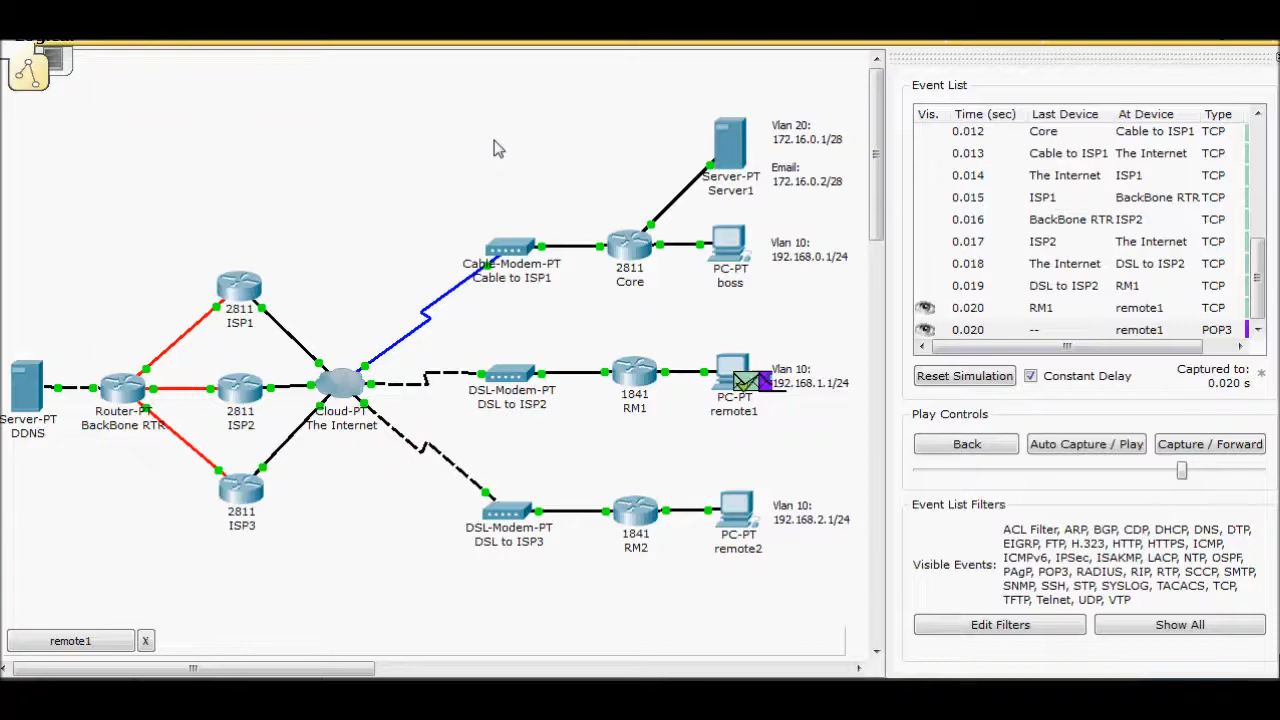 Vlan 20:
172.16.0.1/28
Email:
172.16.0.2/28
Server-PT
Server1
Vlan 10:
192.168.0.1/24
Cable-Modem-PT
Cable to ISP1
2811
Core
PC-PT
boss
2811
ISP1
Vlan 10:
192.168.1.1/24
Server-PT
DDNS
Router-PT
BackBone RTR
2811
ISP2
Cloud-PT
The Internet
DSL-Modem-PT
DSL to ISP2
1841
RM1
PC-PT
remote1
2811
ISP3
DSL-Modem-PT
DSL to ISP3
1841
RM2
PC-PT
remote2
Vlan 10:
192.168.2.1/24
remote1
X
Event List
Vis. Time (sec) Last Device At Device Type
0.012 Core Cable to ISP1 TCP
0.013 Cable to ISP1 The Internet TCP
0.014 The Internet ISP1 TCP
0.015 ISP1 BackBone RTR TCP
0.016 BackBone RTR ISP2 TCP
0.017 ISP2 The Internet TCP
0.018 The Internet DSL to ISP2 TCP
0.019 DSL to ISP2 RM1 TCP
0.020 RM1 remote1 TCP
0.020 -- remote1 POP3
Reset Simulation Constant Delay Captured to: *
0.020 s
Play Controls
Back Auto Capture / Play Capture / Forward
Event List Filters
Visible Events:
ACL Filter, ARP, BGP, CDP, DHCP, DNS, DTP,
EIGRP, FTP, H.323, HTTP, HTTPS, ICMP,
ICMPv6, IPSec, ISAKMP, LACP, NTP, OSPF,
PAgP, POP3, RADIUS, RIP, RTP, SCCP, SMTP,
SNMP, SSH, STP, SYSLOG, TACACS, TCP,
TFTP, Telnet, UDP, VTP
Edit Filters Show All